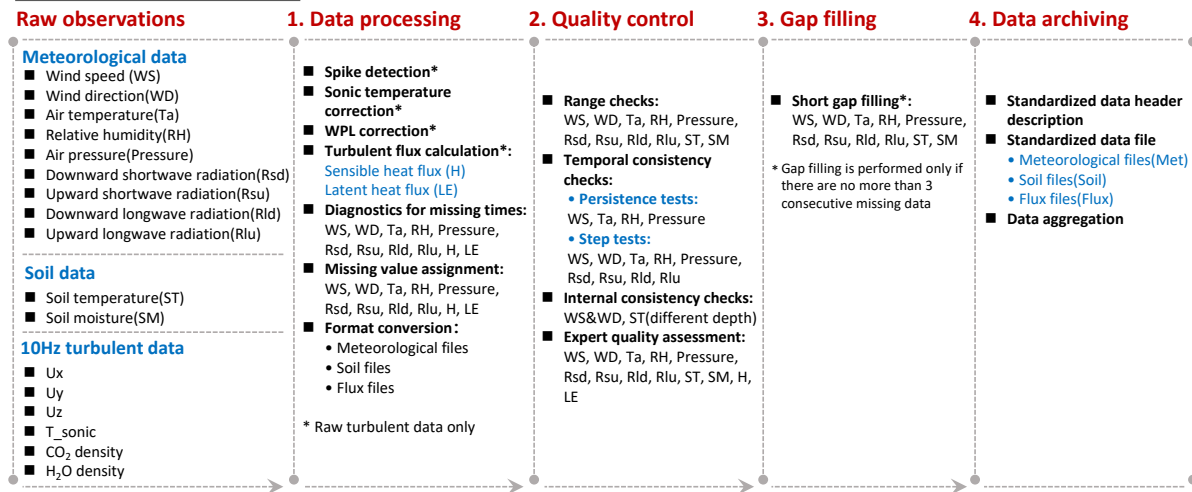 Raw observations
Meteorological data
■ Wind speed (WS)
■ Wind direction(WD)
■ Air temperature(Ta)
■ Relative humidity(RH)
■ Air pressure(Pressure)
■ Downward shortwave radiation(Rsd)
■ Upward shortwave radiation(Rsu)
■ Downward longwave radiation(Rld)
■ Upward longwave radiation(Rlu)
Soil data
■ Soil temperature(ST)
■ Soil moisture(SM)
10Hz turbulent data
■ Ux
■ Uy
■ Uz
■ T_sonic
■ CO₂ density
■ H₂O density
1. Data processing
■ Spike detection*
■ Sonic temperature
correction*
■ WPL correction*
■ Turbulent flux calculation*:
Sensible heat flux (H)
Latent heat flux (LE)
■ Diagnostics for missing times:
WS, WD, Ta, RH, Pressure,
Rsd, Rsu, Rld, Rlu, H, LE
■ Missing value assignment:
WS, WD, Ta, RH, Pressure,
Rsd, Rsu, Rld, Rlu, H, LE
■ Format conversion：
• Meteorological files
• Soil files
• Flux files
* Raw turbulent data only
2. Quality control
■ Range checks:
WS, WD, Ta, RH, Pressure,
Rsd, Rsu, Rld, Rlu, ST, SM
■ Temporal consistency
checks:
• Persistence tests:
WS, Ta, RH, Pressure
• Step tests:
WS, WD, Ta, RH, Pressure,
Rsd, Rsu, Rld, Rlu
■ Internal consistency checks:
WS&WD, ST(different depth)
■ Expert quality assessment:
WS, WD, Ta, RH, Pressure,
Rsd, Rsu, Rld, Rlu, ST, SM, H,
LE
3. Gap filling
■ Short gap filling*:
WS, WD, Ta, RH, Pressure,
Rsd, Rsu, Rld, Rlu, ST, SM
* Gap filling is performed only if
there are no more than 3
consecutive missing data
4. Data archiving
■ Standardized data header
description
■ Standardized data file
• Meteorological files(Met)
• Soil files(Soil)
• Flux files(Flux)
■ Data aggregation